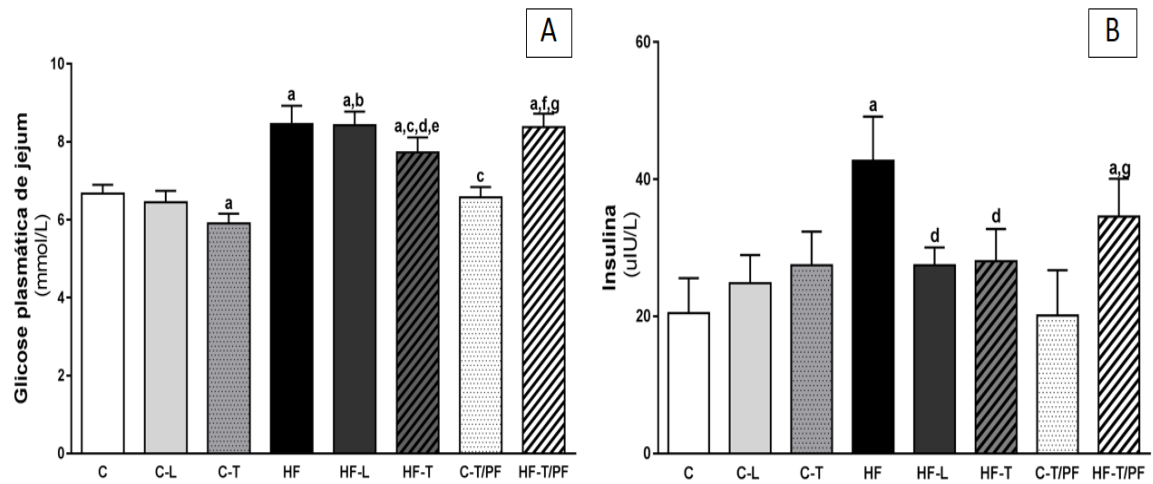 A
Glicose plasmática de jejum
(mmol/L)
10
8
6
4
2
0
a
a
a,b
a,c,d,e
c
a,f,g
C C-L C-T HF HF-L HF-T C-T/PF HF-T/PF
B
Insulina
(uIU/L)
60
40
20
0
a
d
d
a,g
C C-L C-T HF HF-L HF-T C-T/PF HF-T/PF